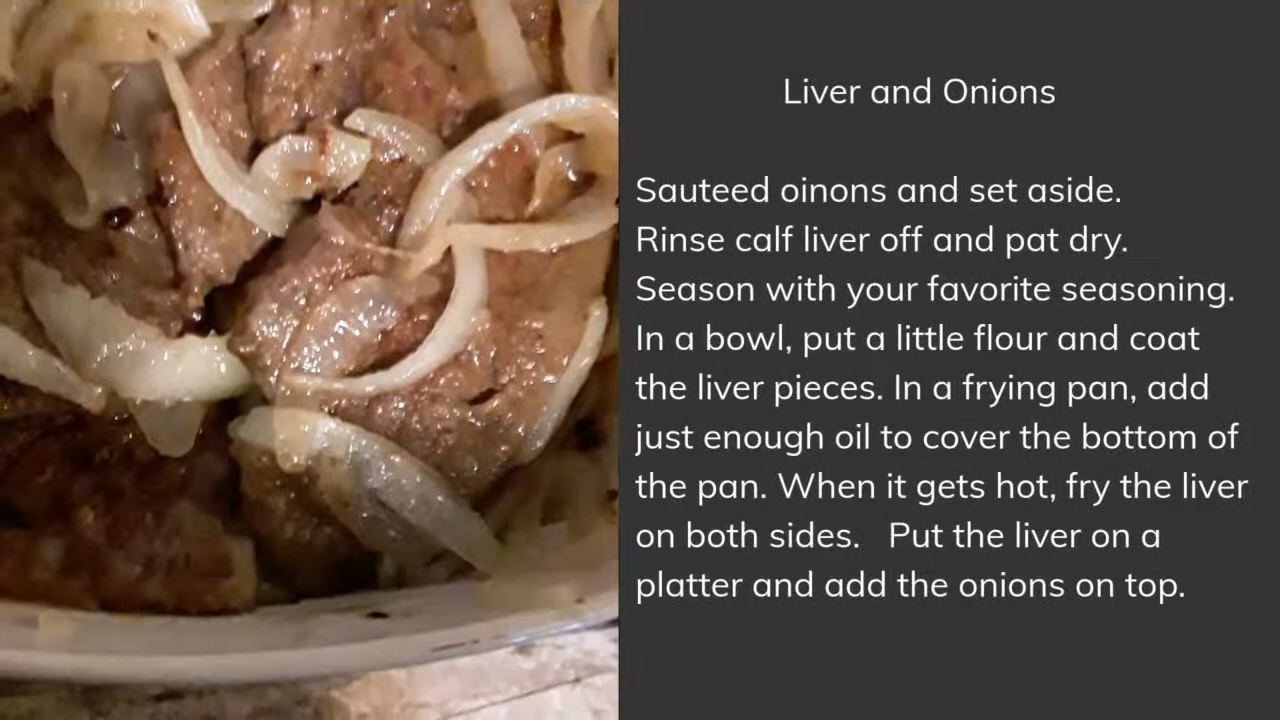 Liver and Onions
Sauteed oinons and set aside.
Rinse calf liver off and pat dry.
Season with your favorite seasoning.
In a bowl, put a little flour and coat
the liver pieces. In a frying pan, add
just enough oil to cover the bottom of
the pan. When it gets hot, fry the liver
on both sides.   Put the liver on a
platter and add the onions on top.